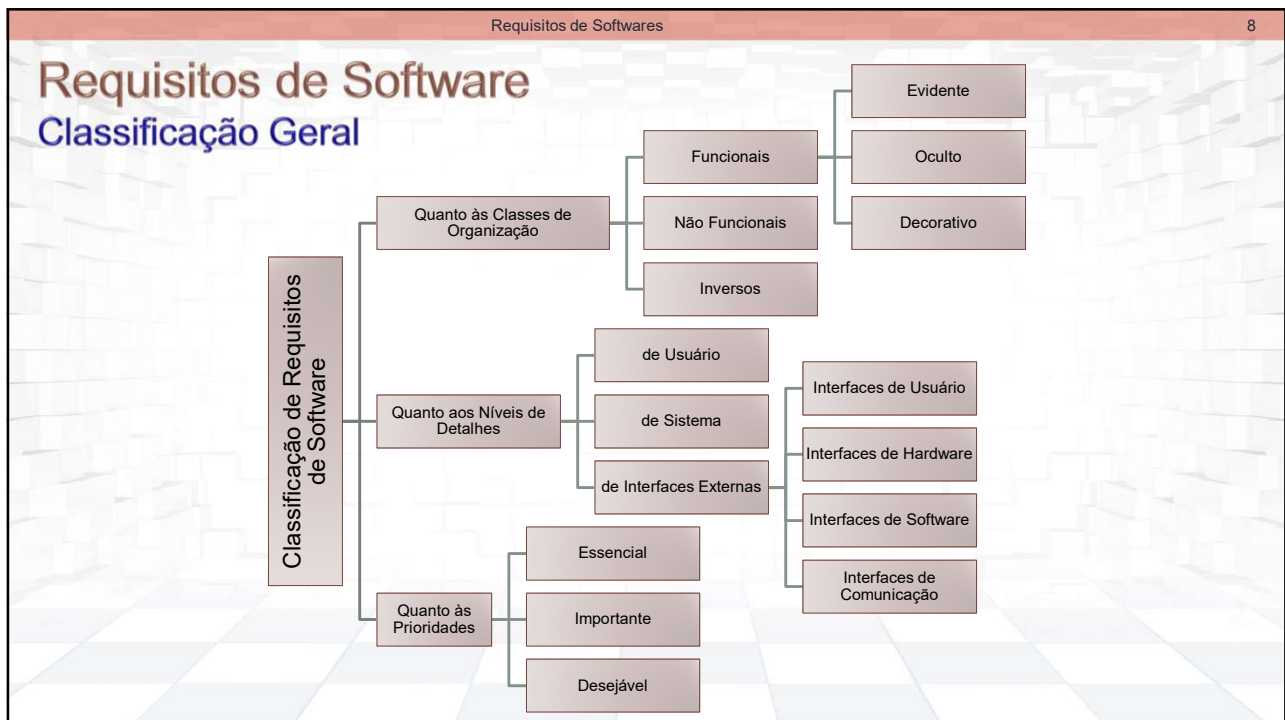 Requisitos de Softwares
8
Requisitos de Software
Classificação Geral
Classificação de Requisitos
de Software
Quanto às Classes de
Organização
Funcionais
Evidente
Oculto
Decorativo
Não Funcionais
Inversos
Quanto aos Níveis de
Detalhes
de Usuário
de Sistema
de Interfaces Externas
Interfaces de Usuário
Interfaces de Hardware
Interfaces de Software
Interfaces de
Comunicação
Quanto às
Prioridades
Essencial
Importante
Desejável